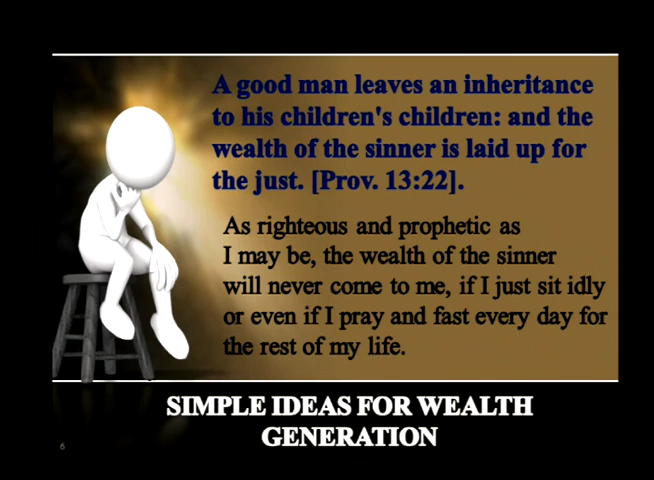 A good man leaves an inheritance
to his children's children: and the
wealth of the sinner is laid up for
the just. [Prov. 13:22].
As righteous and prophetic as
I may be, the wealth of the sinner
will never come to me, if I just sit idly
or even if I pray and fast every day for
the rest of my life.
SIMPLE IDEAS FOR WEALTH
GENERATION
6